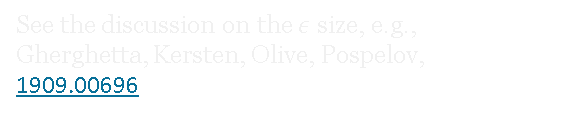 See the discussion on the ϵ size, e.g.,
Gherghetta, Kersten, Olive, Pospelov,
1909.00696